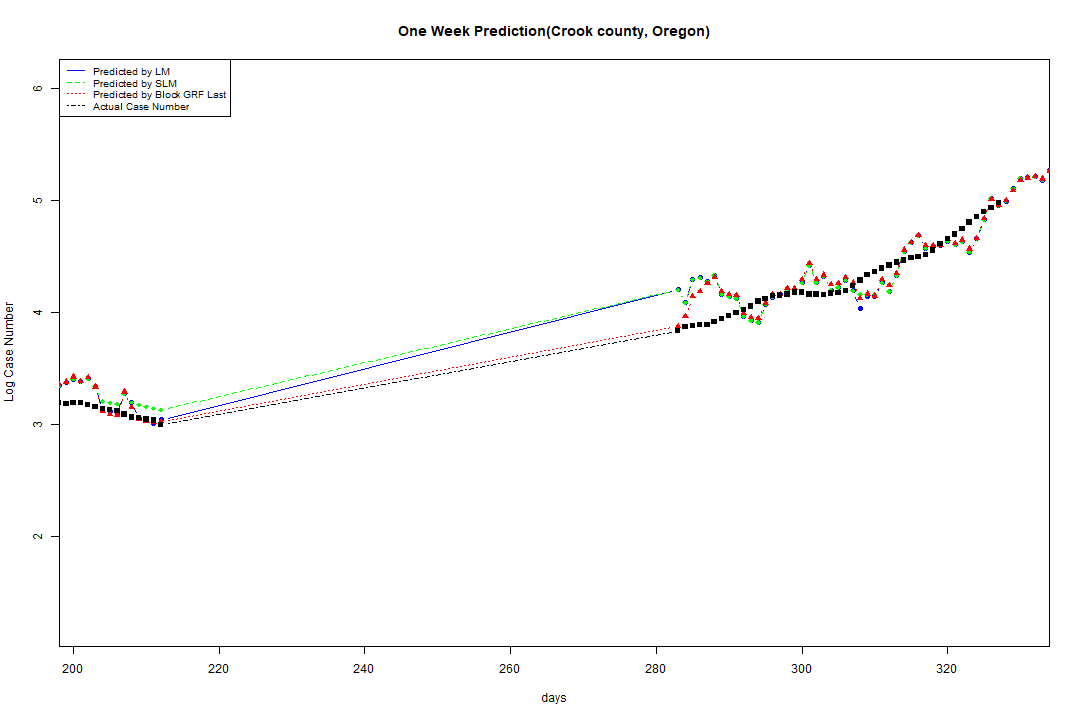 One Week Prediction(Crook county, Oregon)
Predicted by LM
Predicted by SLM
Predicted by Block GRF Last
Actual Case Number
6
5
4
3
2
Log Case Number
200 220 240 260 280 300 320
days